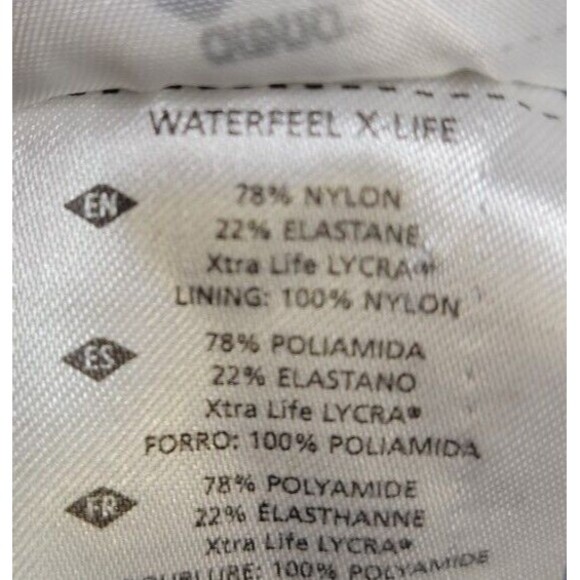 WATERFEEL X-LIFE
EN
78% NYLON
22% ELASTANE
Xtra Life LYCRA®
LINING: 100% NYLON
ES
78% POLIAMIDA
22% ELASTANO
Xtra Life LYCRA®
FORRO: 100% POLIAMIDA
FR
78% POLYAMIDE
22% ÉLASTHANNE
Xtra Life LYCRA®
100% POLYAMIDE